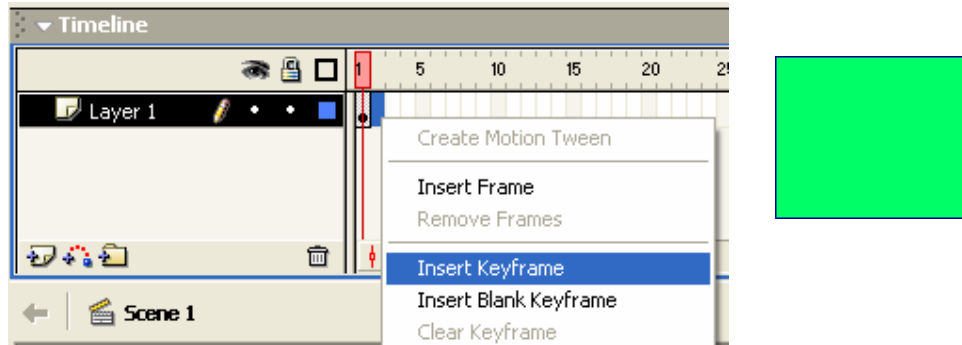 Timeline
1 5 10 15 20
Layer 1
Create Motion Tween
Insert Frame
Remove Frames
Insert Keyframe
Insert Blank Keyframe
Clear Keyframe
Scene 1